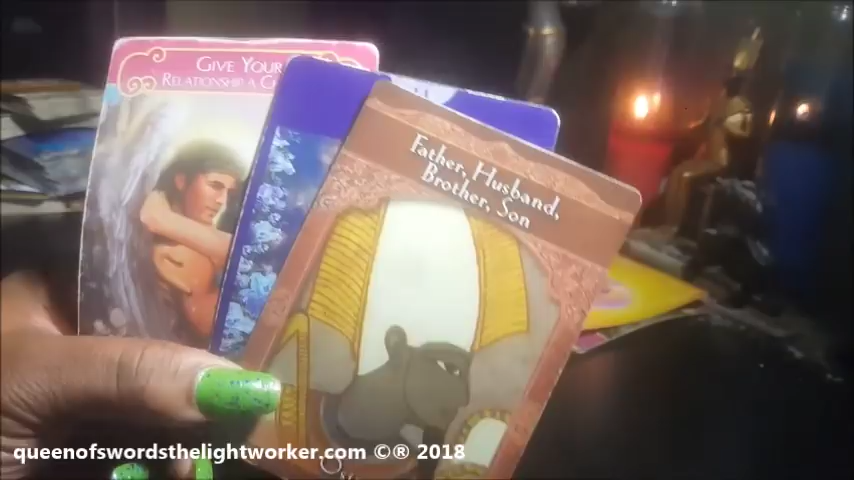 GIVE YOUR
RELATIONSHIP A
Father, Husband,
Brother, Son
queenofswordsthelightworker.com ©® 2018